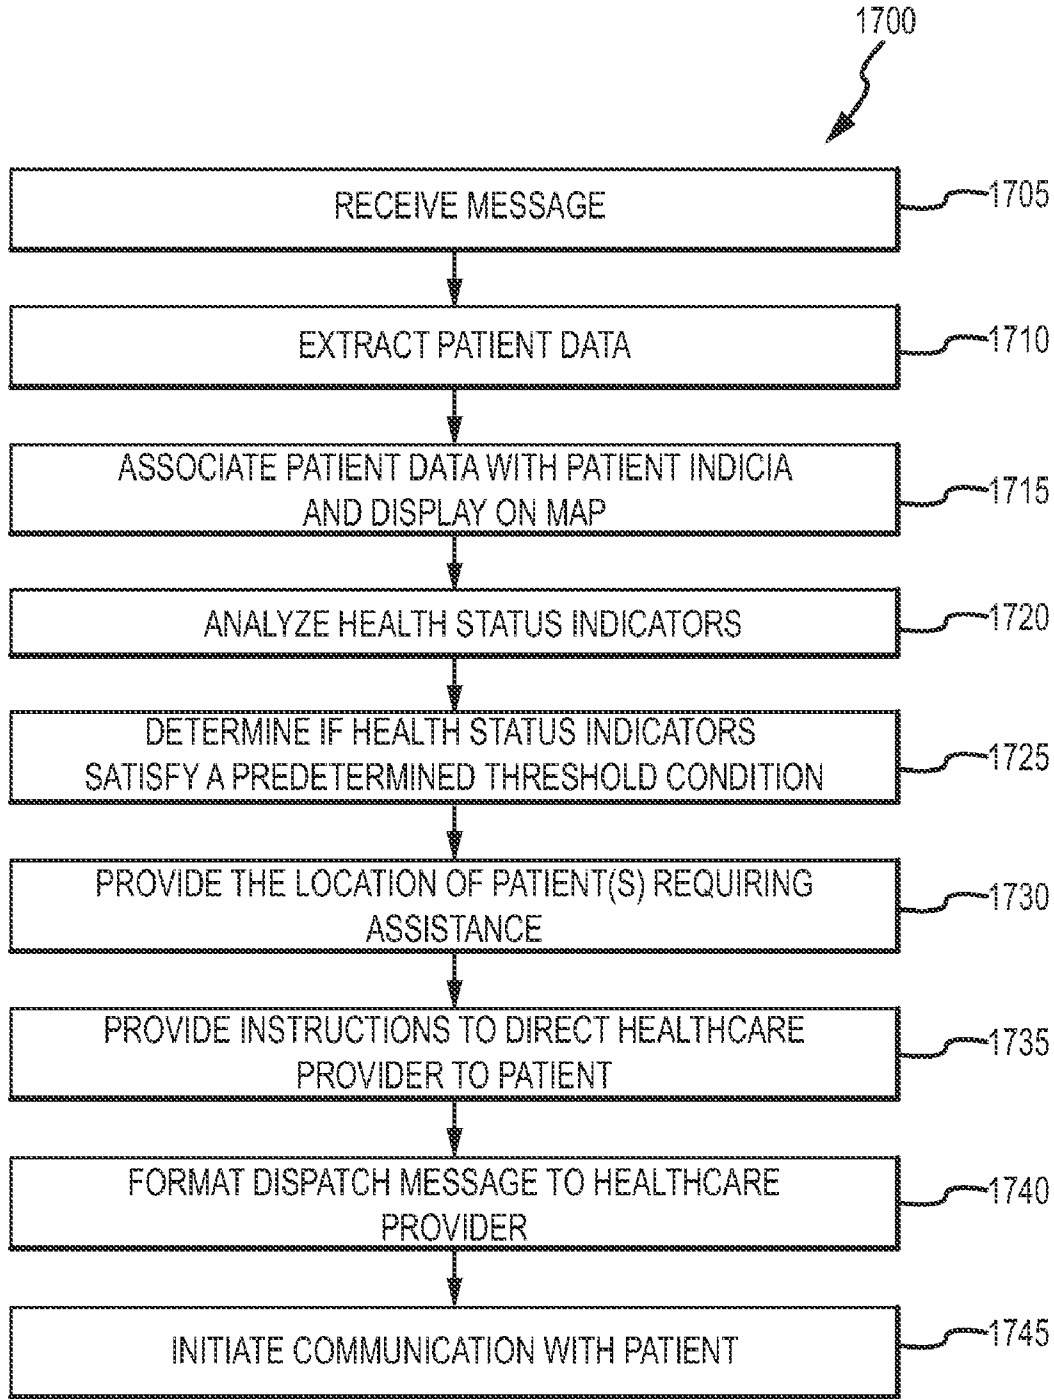 1700
RECEIVE MESSAGE
1705
EXTRACT PATIENT DATA
1710
ASSOCIATE PATIENT DATA WITH PATIENT INDICIA
AND DISPLAY ON MAP
1715
ANALYZE HEALTH STATUS INDICATORS
1720
DETERMINE IF HEALTH STATUS INDICATORS
SATISFY A PREDETERMINED THRESHOLD CONDITION
1725
PROVIDE THE LOCATION OF PATIENT(S) REQUIRING
ASSISTANCE
1730
PROVIDE INSTRUCTIONS TO DIRECT HEALTHCARE
PROVIDER TO PATIENT
1735
FORMAT DISPATCH MESSAGE TO HEALTHCARE
PROVIDER
1740
INITIATE COMMUNICATION WITH PATIENT
1745